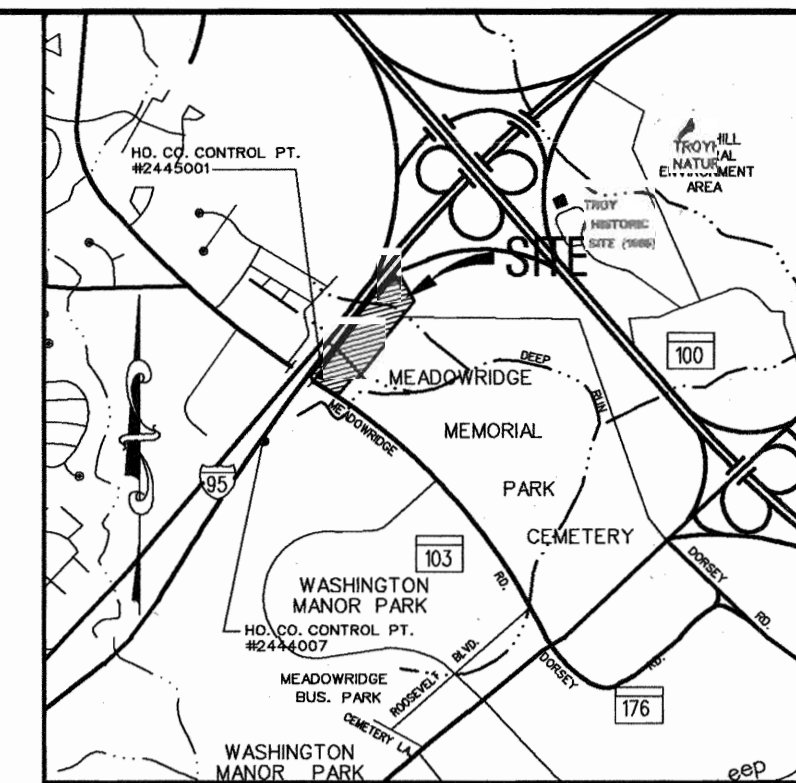 HO. CO. CONTROL PT.
#2445001
TROY HILL
NATURAL
ENVIRONMENT
AREA
TROY
HISTORIC
SITE (1986)
SITE
100
DEEP
RUN
MEADOWRIDGE
MEMORIAL
PARK
CEMETERY
MEADOWRIDGE
RD.
95
103
WASHINGTON
MANOR PARK
HO. CO. CONTROL PT.
#2444007
MEADOWRIDGE
BUS. PARK
ROOSEVELT BLVD.
CEMETERY LA.
DORSEY
RD.
DORSEY
RD.
176
WASHINGTON
MANOR PARK
eep